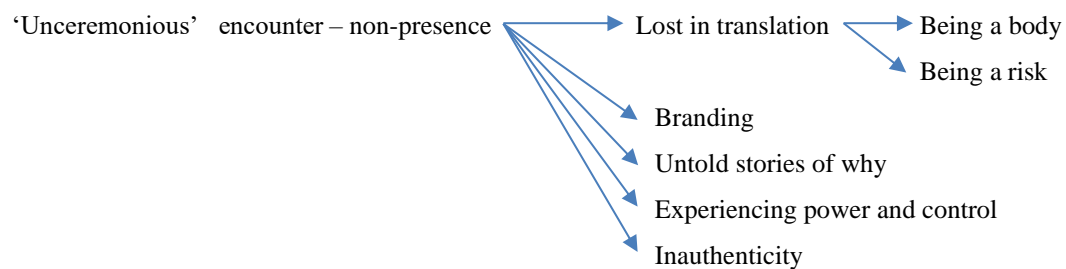 ‘Unceremonious’ encounter – non-presence Lost in translation Being a body
Being a risk
Branding
Untold stories of why
Experiencing power and control
Inauthenticity